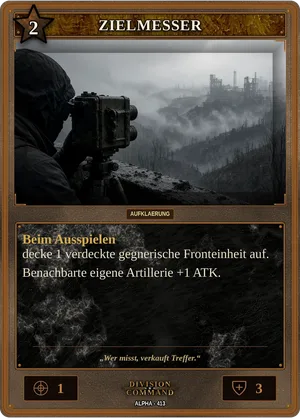 2
ZIELMESSER
AUFKLAERUNG
Beim Ausspielen
decke 1 verdeckte gegnerische Fronteinheit auf.
Benachbarte eigene Artillerie +1 ATK.
„Wer misst, verkauft Treffer.“
1
DIVISION
COMMAND
ALPHA · 413
3